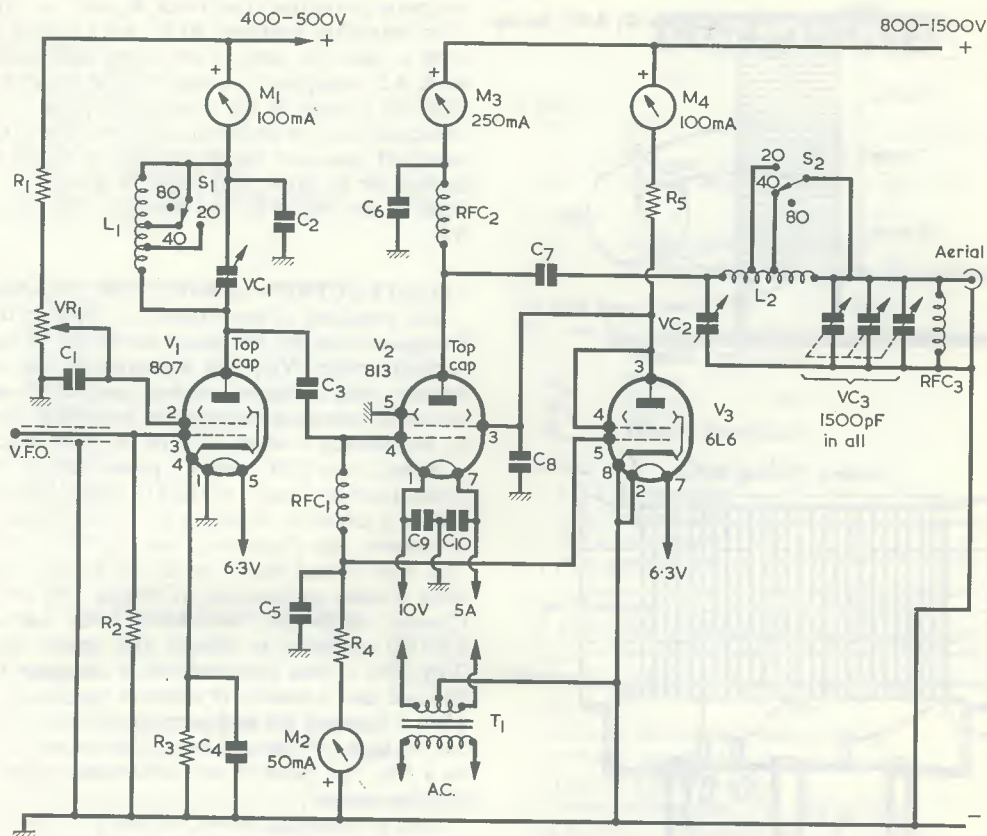 400-500V
+
800-1500V
+
+
M1
100mA
+
M3
250mA
+
M4
100mA
R1
L1
80
S1
20
40
C2
VC1
C6
RFC2
R5
20
S2
40
80
C7
L2
Aerial
VR1
C1
V1
807
Top
cap
C3
V2
813
Top
cap
VC2
VC3
1500pF
in all
RFC3
V3
6L6
2
3
4
1
5
5
4
3
1
7
C8
3
4
5
8
2
7
V.F.O.
RFC1
C9
C10
6·3V
6·3V
10V
5A
C5
R2
R4
T1
R3
C4
M2
50mA
+
A.C.
−